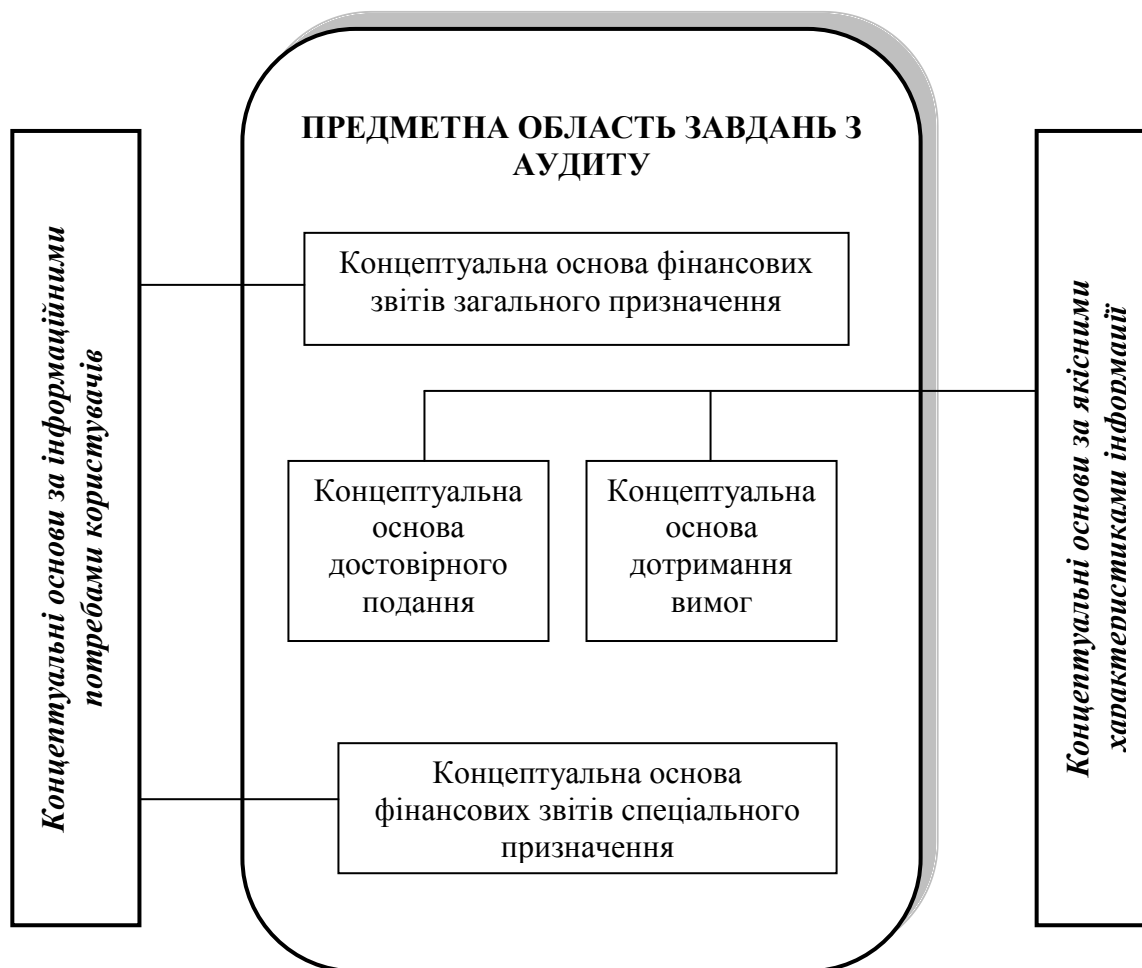 ПРЕДМЕТНА ОБЛАСТЬ ЗАВДАНЬ З
АУДИТУ
Концептуальні основи за інформаційними
потребами користувачів
Концептуальна основа фінансових
звітів загального призначення
Концептуальна
основа
достовірного
подання
Концептуальна
основа
дотримання
вимог
Концептуальна основа
фінансових звітів спеціального
призначення
Концептуальні основи за якісними
характеристиками інформації